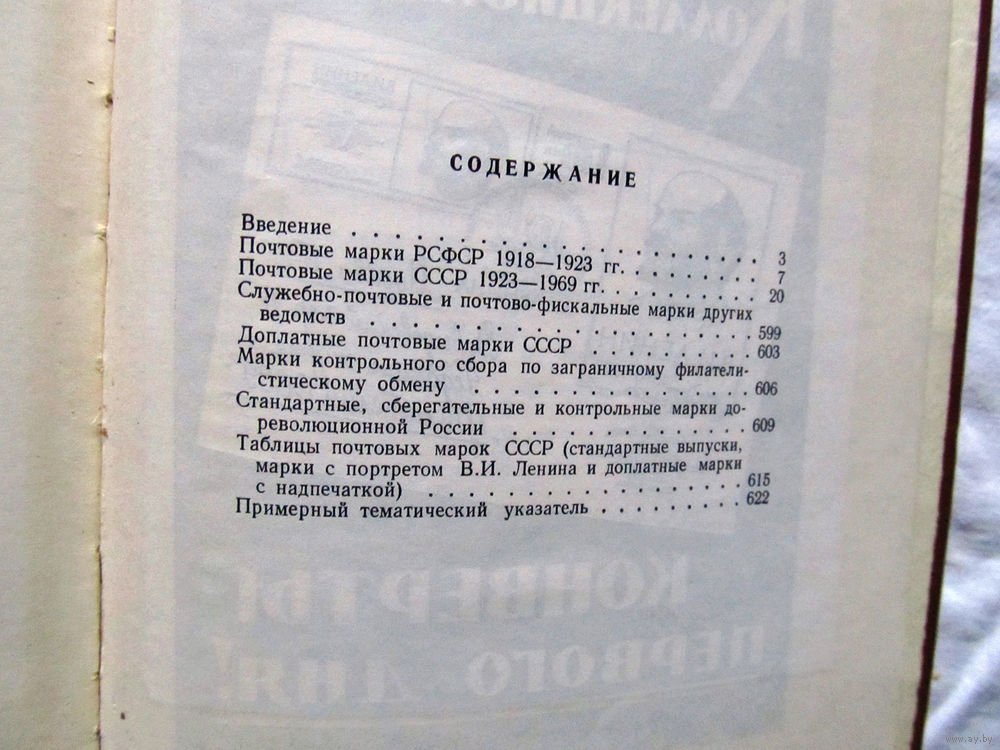 СОДЕРЖАНИЕ
Введение . . . . . . . . . . . . . . . . . . 3
Почтовые марки РСФСР 1918—1923 гг. . . . . . . . 7
Почтовые марки СССР 1923—1969 гг. . . . . . . . . 20
Служебно-почтовые и почтово-фискальные марки других
ведомств . . . . . . . . . . . . . . . . . 599
Доплатные почтовые марки СССР . . . . . . . . . 603
Марки контрольного сбора по заграничному филатели-
стическому обмену . . . . . . . . . . . . . 606
Стандартные, сберегательные и контрольные марки до-
революционной России . . . . . . . . . . . 609
Таблицы почтовых марок СССР (стандартные выпуски,
марки с портретом В.И. Ленина и доплатные марки
с надпечаткой) . . . . . . . . . . . . . . 615
Примерный тематический указатель . . . . . . . . . 622
КОНВЕРТЫ
ПЕРВОГО ДНЯ!
www.ay.by